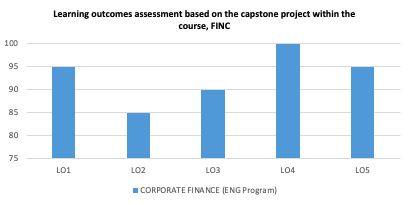 Learning outcomes assessment based on the capstone project within the
course, FINC
100
95
90
85
80
75
LO1 LO2 LO3 LO4 LO5
CORPORATE FINANCE (ENG Program)